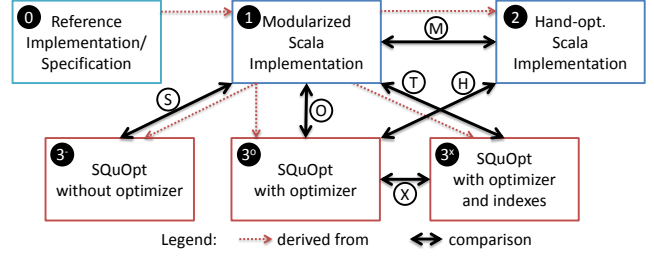 0 Reference
Implementation/
Specification
1 Modularized
Scala
Implementation
M
2 Hand-opt.
Scala
Implementation
S
O
T
H
3- SQuOpt
without optimizer
3o SQuOpt
with optimizer
X
3x SQuOpt
with optimizer
and indexes
Legend: derived from comparison